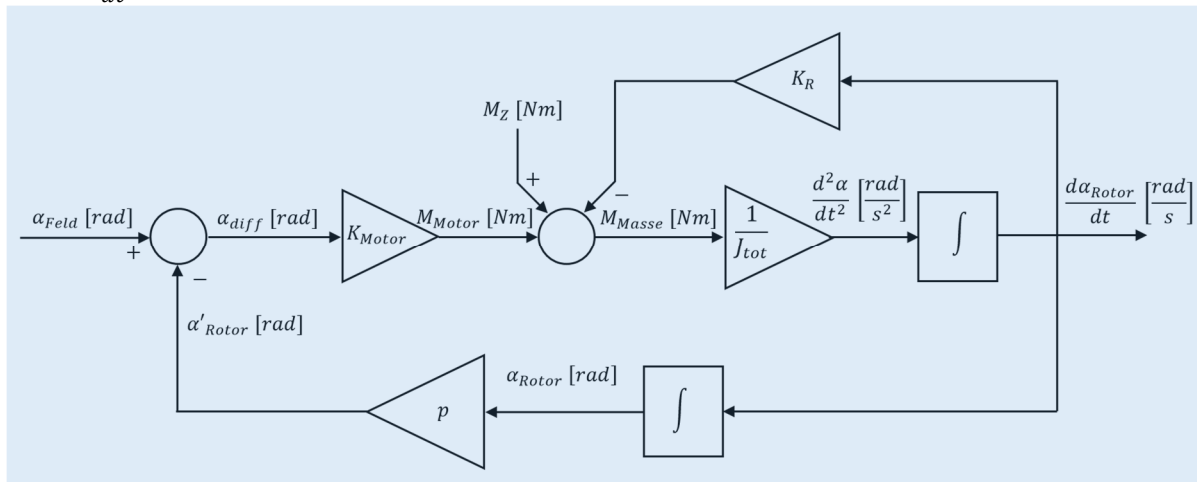 dt
K_R
M_Z [Nm]
+
−
α_Feld [rad]
+
−
α_diff [rad]
K_Motor
M_Motor [Nm]
M_Masse [Nm]
1/J_tot
d²α/dt² [rad/s²]
∫
dα_Rotor/dt [rad/s]
α'_Rotor [rad]
p
α_Rotor [rad]
∫